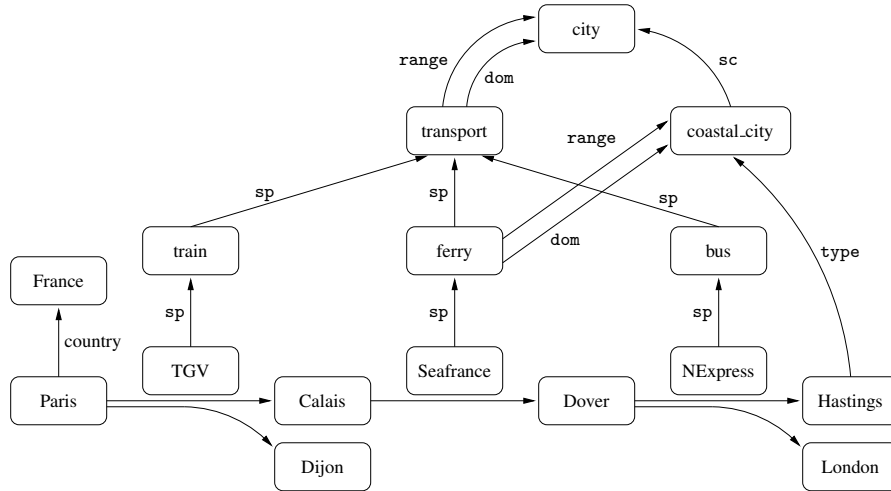 city
range
sc
dom
transport
coastal_city
range
sp
sp
sp
train
ferry
dom
bus
type
France
sp
sp
sp
country
TGV
Seafrance
NExpress
Paris
Calais
Dover
Hastings
Dijon
London